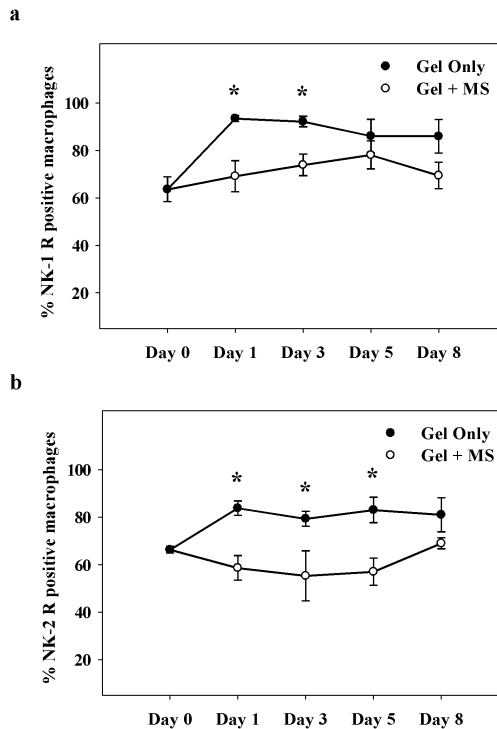 a
Gel Only
Gel + MS
* *
100
80
60
40
20
% NK-1 R positive macrophages
Day 0 Day 1 Day 3 Day 5 Day 8
b
Gel Only
Gel + MS
* * *
100
80
60
40
20
% NK-2 R positive macrophages
Day 0 Day 1 Day 3 Day 5 Day 8